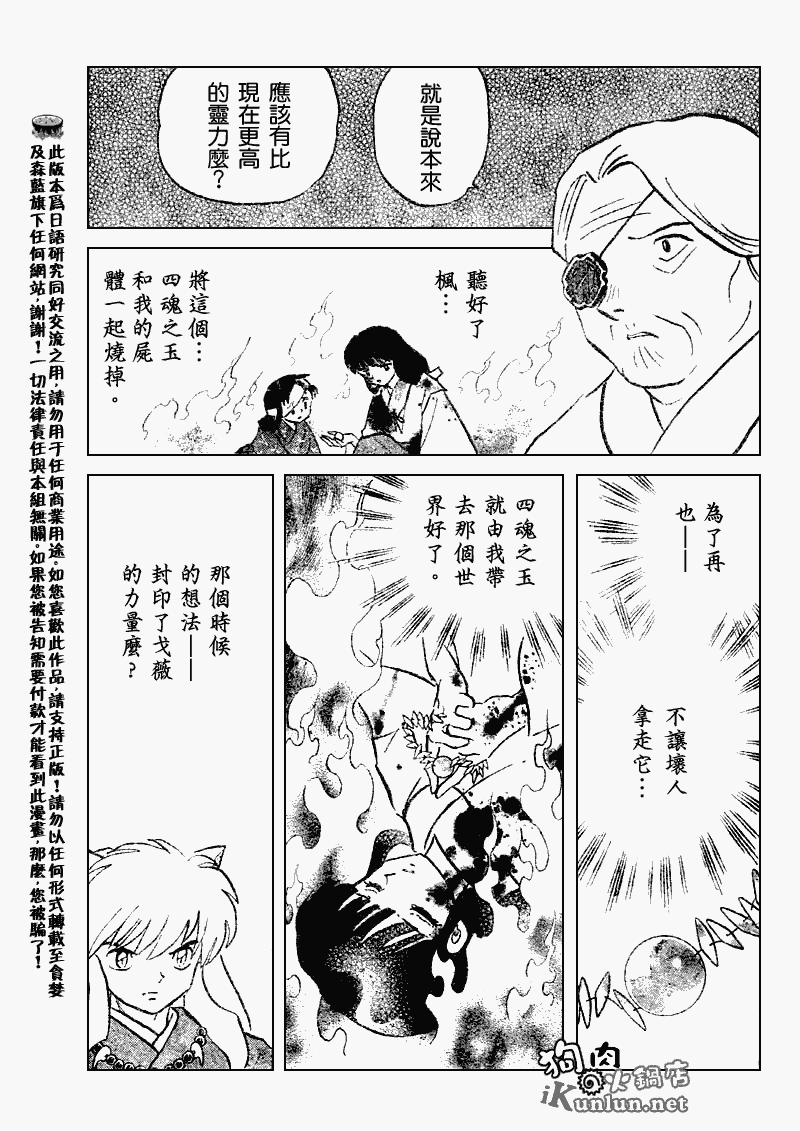 就是說本來
應該有比
現在更高
的靈力麼？
聽好了
楓…
將這個…
四魂之玉
和我的屍
體一起燒掉。
為了再
也——
不讓壞人
拿走它…
四魂之玉
就由我帶
去那個世
界好了。
那個時候
的想法——
封印了戈薇
的力量麼？
此版本爲日語研究同好交流之用，請勿用于任何商業用途。如您喜歡此作品，請支持正版！請勿以任何形式轉載至貪婪
及森藍旗下任何網站，謝謝！一切法律責任與本組無關。如果您被告知需要付款才能看到此漫畫，那麼，您被騙了！
狗肉
火鍋店
iKunlun.net